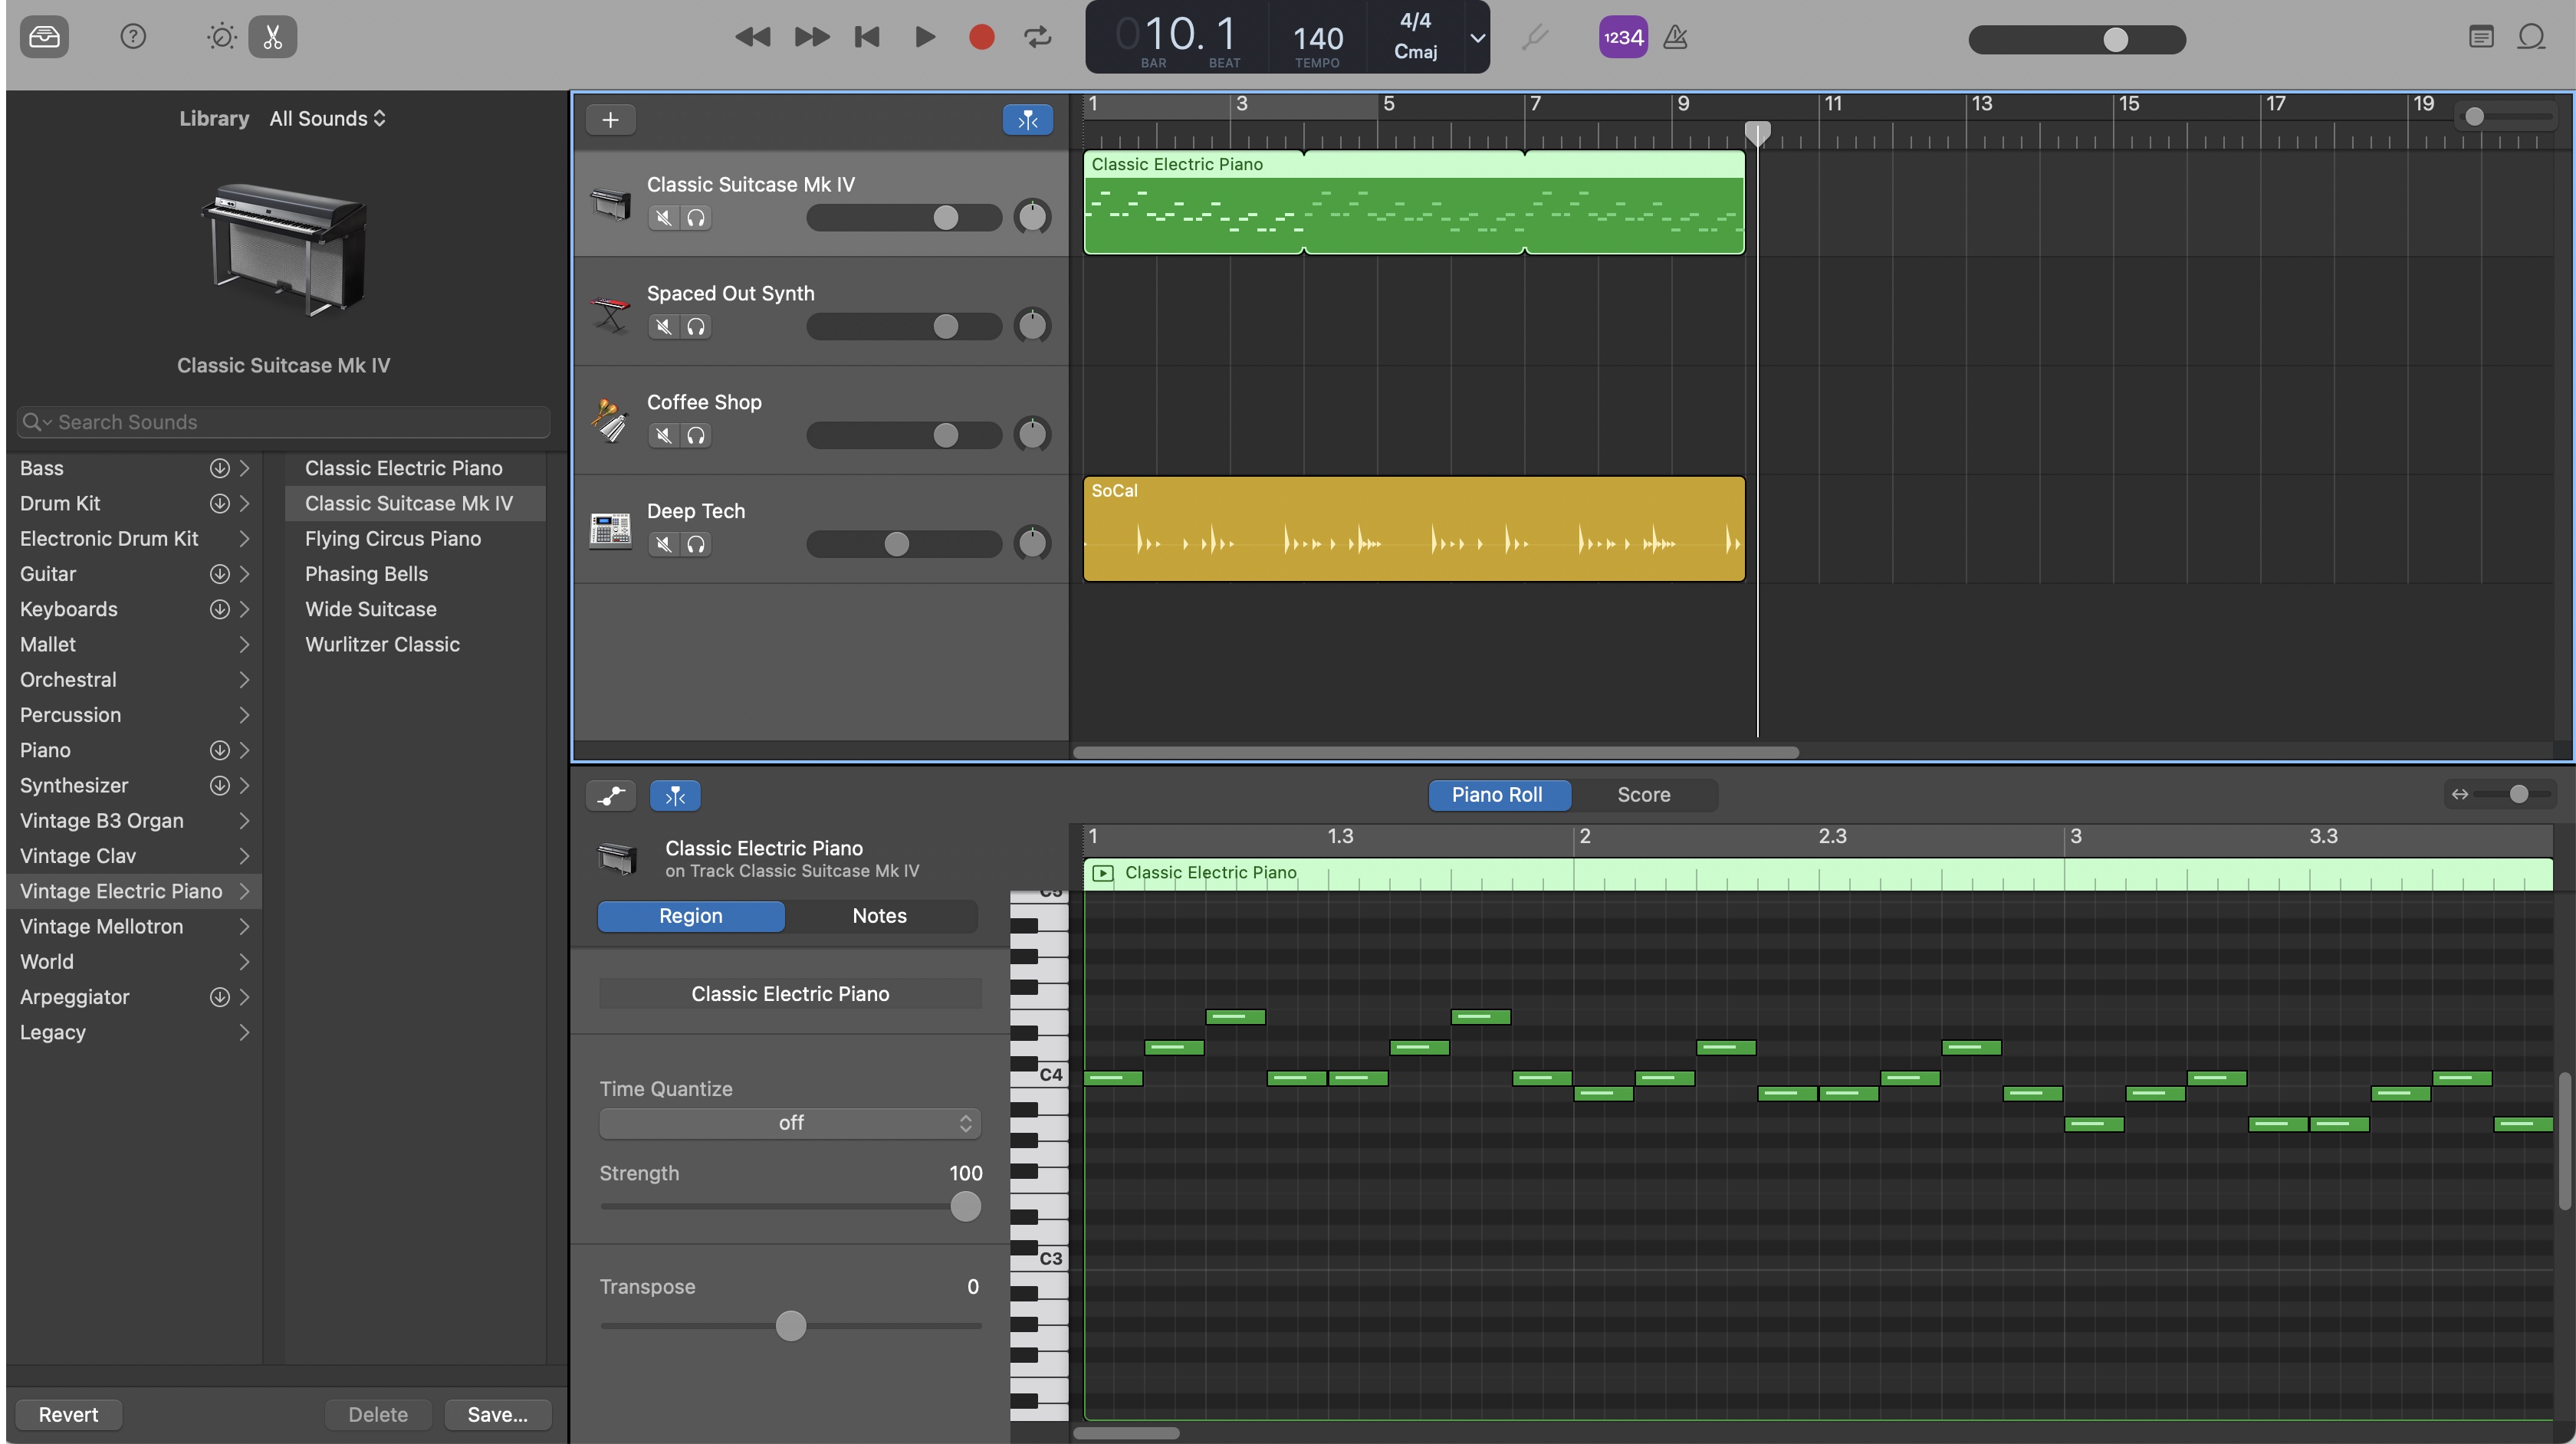 010. 1
BAR BEAT
140
TEMPO
4/4
Cmaj
1234
Library All Sounds
Classic Suitcase Mk IV
Search Sounds
Bass
Drum Kit
Electronic Drum Kit
Guitar
Keyboards
Mallet
Orchestral
Percussion
Piano
Synthesizer
Vintage B3 Organ
Vintage Clav
Vintage Electric Piano
Vintage Mellotron
World
Arpeggiator
Legacy
Classic Electric Piano
Classic Suitcase Mk IV
Flying Circus Piano
Phasing Bells
Wide Suitcase
Wurlitzer Classic
Revert Delete Save...
1 3 5 7 9 11 13 15 17 19
Classic Suitcase Mk IV
Spaced Out Synth
Coffee Shop
Deep Tech
Classic Electric Piano
SoCal
Piano Roll Score
Classic Electric Piano
on Track Classic Suitcase Mk IV
Region Notes
Classic Electric Piano
Time Quantize
off
Strength 100
Transpose 0
1 1.3 2 2.3 3 3.3
Classic Electric Piano
C5
C4
C3